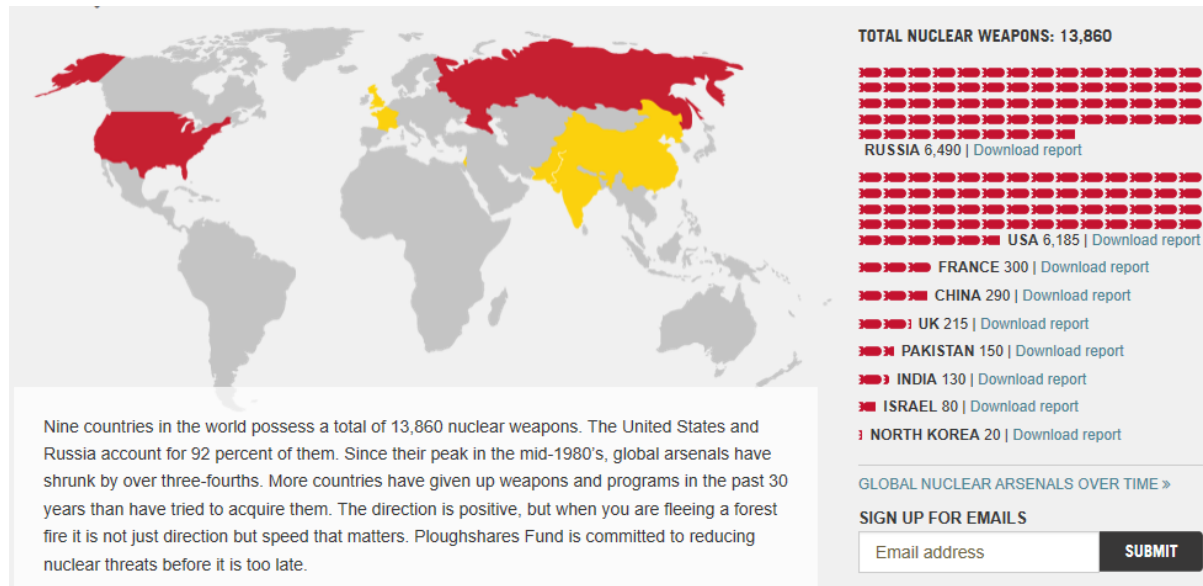 TOTAL NUCLEAR WEAPONS: 13,860
RUSSIA 6,490 | Download report
USA 6,185 | Download report
FRANCE 300 | Download report
CHINA 290 | Download report
UK 215 | Download report
PAKISTAN 150 | Download report
INDIA 130 | Download report
ISRAEL 80 | Download report
NORTH KOREA 20 | Download report
GLOBAL NUCLEAR ARSENALS OVER TIME »
SIGN UP FOR EMAILS
Email address SUBMIT
Nine countries in the world possess a total of 13,860 nuclear weapons. The United States and
Russia account for 92 percent of them. Since their peak in the mid-1980's, global arsenals have
shrunk by over three-fourths. More countries have given up weapons and programs in the past 30
years than have tried to acquire them. The direction is positive, but when you are fleeing a forest
fire it is not just direction but speed that matters. Ploughshares Fund is committed to reducing
nuclear threats before it is too late.